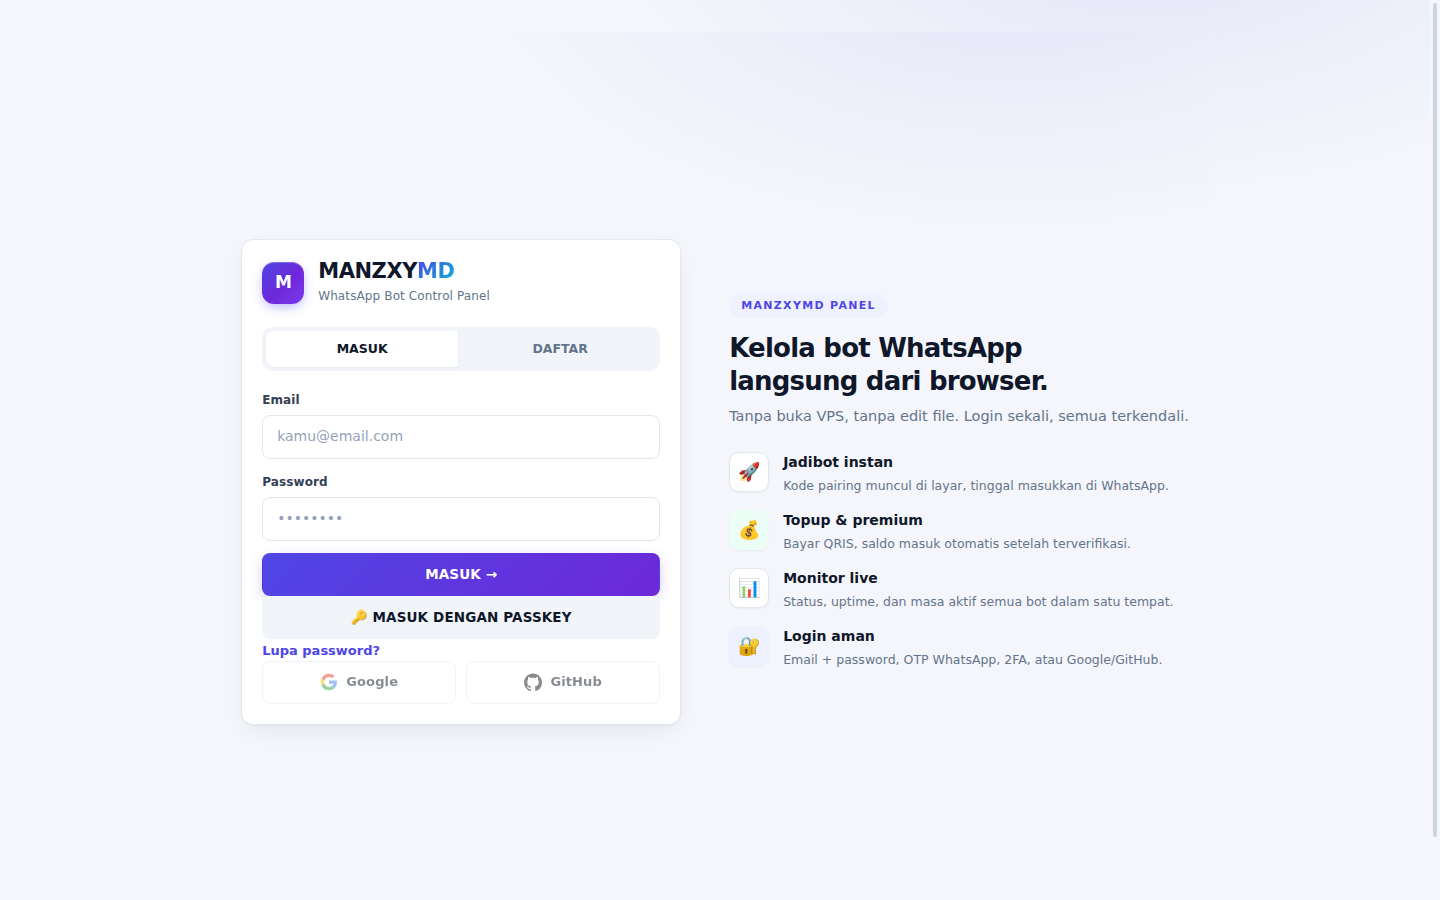 M
MANZXYMD
WhatsApp Bot Control Panel
MASUK
DAFTAR
Email
kamu@email.com
Password
••••••••
MASUK →
🔑 MASUK DENGAN PASSKEY
Lupa password?
Google
GitHub
MANZXYMD PANEL
Kelola bot WhatsApp
langsung dari browser.
Tanpa buka VPS, tanpa edit file. Login sekali, semua terkendali.
Jadibot instan
Kode pairing muncul di layar, tinggal masukkan di WhatsApp.
Topup & premium
Bayar QRIS, saldo masuk otomatis setelah terverifikasi.
Monitor live
Status, uptime, dan masa aktif semua bot dalam satu tempat.
Login aman
Email + password, OTP WhatsApp, 2FA, atau Google/GitHub.